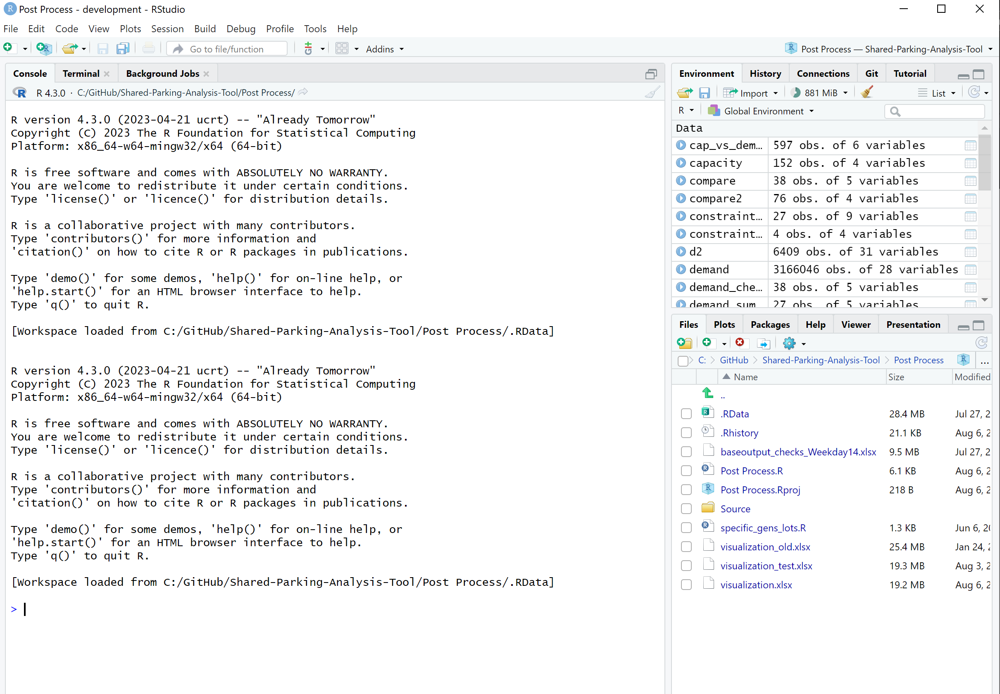 Post Process - development - RStudio
File Edit Code View Plots Session Build Debug Profile Tools Help
Go to file/function
Addins
Post Process — Shared-Parking-Analysis-Tool
Console Terminal Background Jobs
R 4.3.0 · C:/GitHub/Shared-Parking-Analysis-Tool/Post Process/
R version 4.3.0 (2023-04-21 ucrt) -- "Already Tomorrow"
Copyright (C) 2023 The R Foundation for Statistical Computing
Platform: x86_64-w64-mingw32/x64 (64-bit)
R is free software and comes with ABSOLUTELY NO WARRANTY.
You are welcome to redistribute it under certain conditions.
Type 'license()' or 'licence()' for distribution details.
R is a collaborative project with many contributors.
Type 'contributors()' for more information and
'citation()' on how to cite R or R packages in publications.
Type 'demo()' for some demos, 'help()' for on-line help, or
'help.start()' for an HTML browser interface to help.
Type 'q()' to quit R.
[Workspace loaded from C:/GitHub/Shared-Parking-Analysis-Tool/Post Process/.RData]
R version 4.3.0 (2023-04-21 ucrt) -- "Already Tomorrow"
Copyright (C) 2023 The R Foundation for Statistical Computing
Platform: x86_64-w64-mingw32/x64 (64-bit)
R is free software and comes with ABSOLUTELY NO WARRANTY.
You are welcome to redistribute it under certain conditions.
Type 'license()' or 'licence()' for distribution details.
R is a collaborative project with many contributors.
Type 'contributors()' for more information and
'citation()' on how to cite R or R packages in publications.
Type 'demo()' for some demos, 'help()' for on-line help, or
'help.start()' for an HTML browser interface to help.
Type 'q()' to quit R.
[Workspace loaded from C:/GitHub/Shared-Parking-Analysis-Tool/Post Process/.RData]
>
Environment History Connections Git Tutorial
Import 881 MiB List
R Global Environment
Data
cap_vs_dem… 597 obs. of 6 variables
capacity 152 obs. of 4 variables
compare 38 obs. of 5 variables
compare2 76 obs. of 4 variables
constraint… 27 obs. of 9 variables
constraint… 4 obs. of 4 variables
d2 6409 obs. of 31 variables
demand 3166046 obs. of 28 variables
demand_che… 38 obs. of 5 variables
demand_sum 27 obs. of 5 variables
Files Plots Packages Help Viewer Presentation
C: GitHub Shared-Parking-Analysis-Tool Post Process ...
Name Size Modified
..
.RData 28.4 MB Jul 27, 2
.Rhistory 21.1 KB Aug 6, 2
baseoutput_checks_Weekday14.xlsx 9.5 MB Jul 27, 2
Post Process.R 6.1 KB Aug 6, 2
Post Process.Rproj 218 B Aug 6, 2
Source
specific_gens_lots.R 1.3 KB Jun 6, 20
visualization_old.xlsx 25.4 MB Jan 24, 2
visualization_test.xlsx 19.3 MB Aug 3, 2
visualization.xlsx 19.2 MB Aug 6, 2